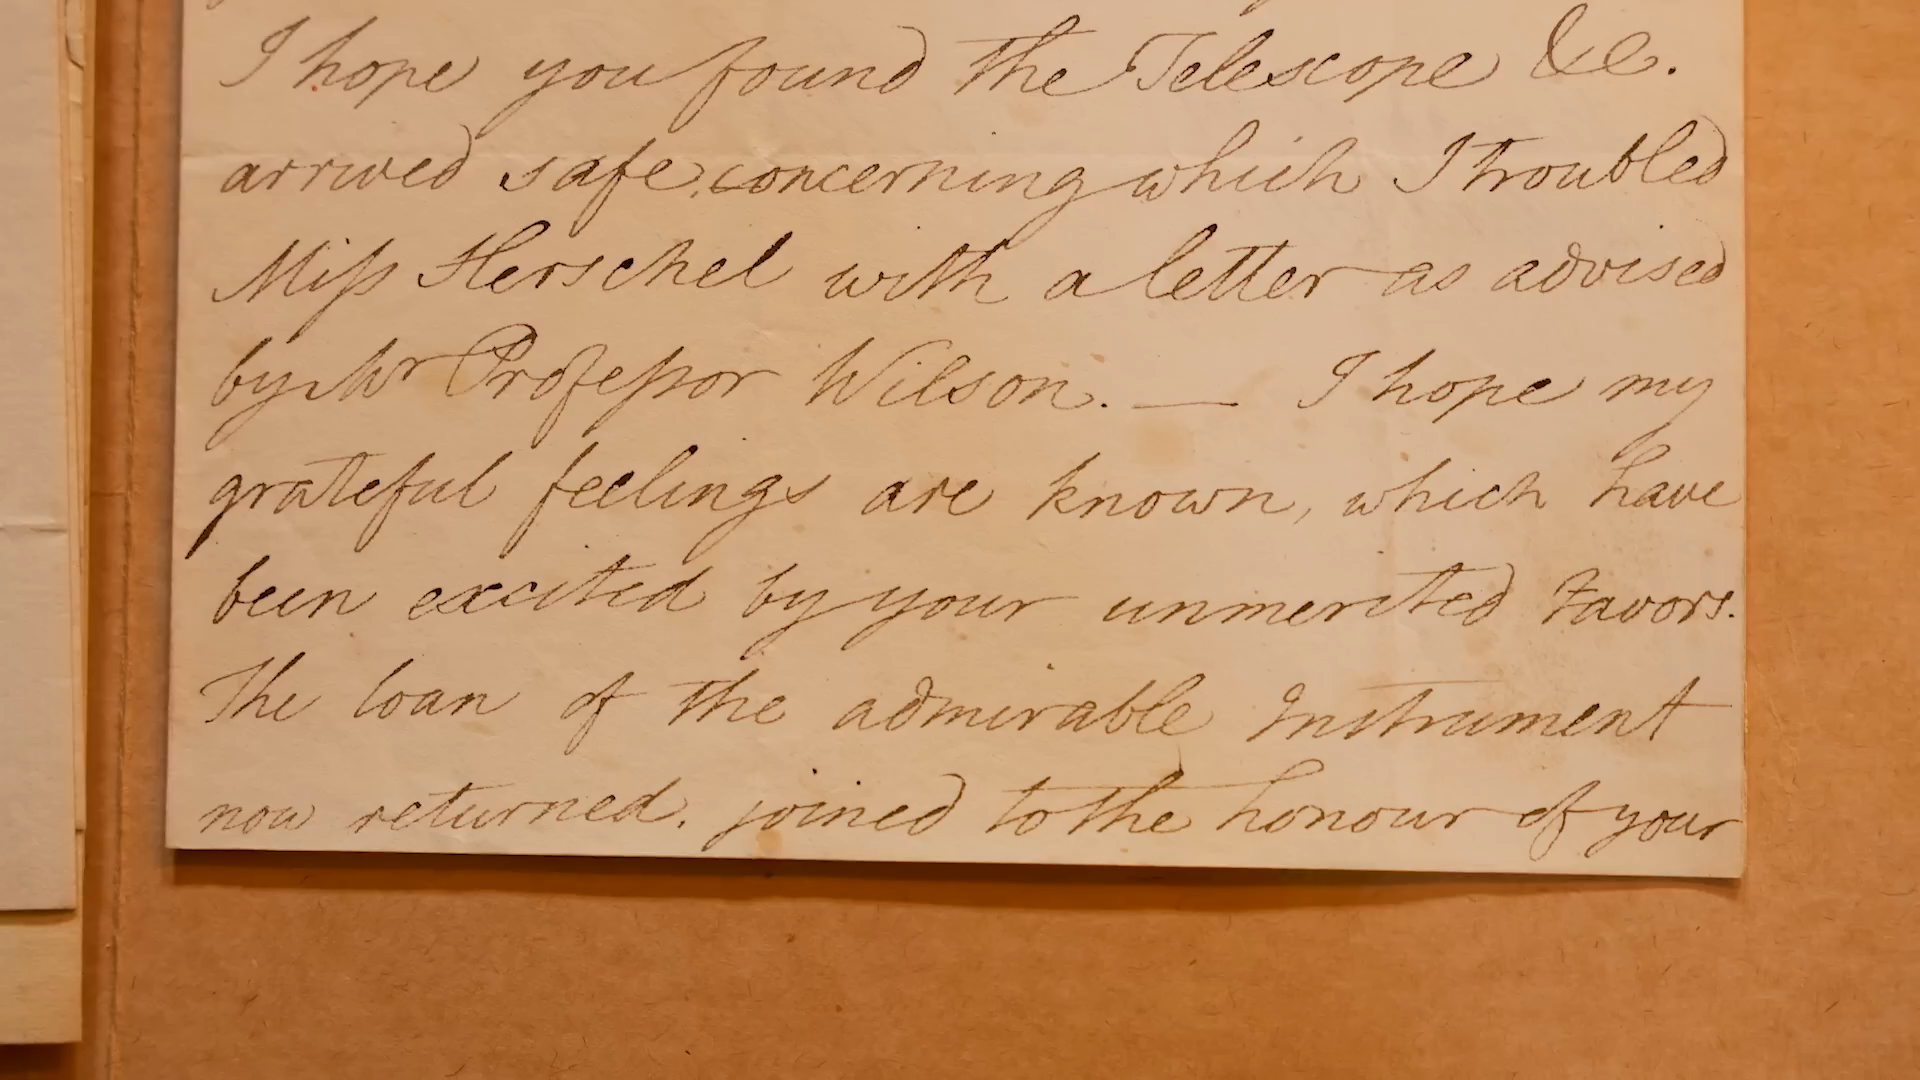 I hope you found the Telescope &c.
arrived safe, concerning which I troubled
Miſs Herschel with a letter as advised
by Mr Profeſsor Wilson. — I hope my
grateful feelings are known, which have
been excited by your unmerited Favors.
The loan of the admirable Instrument
now returned, joined to the honour of your